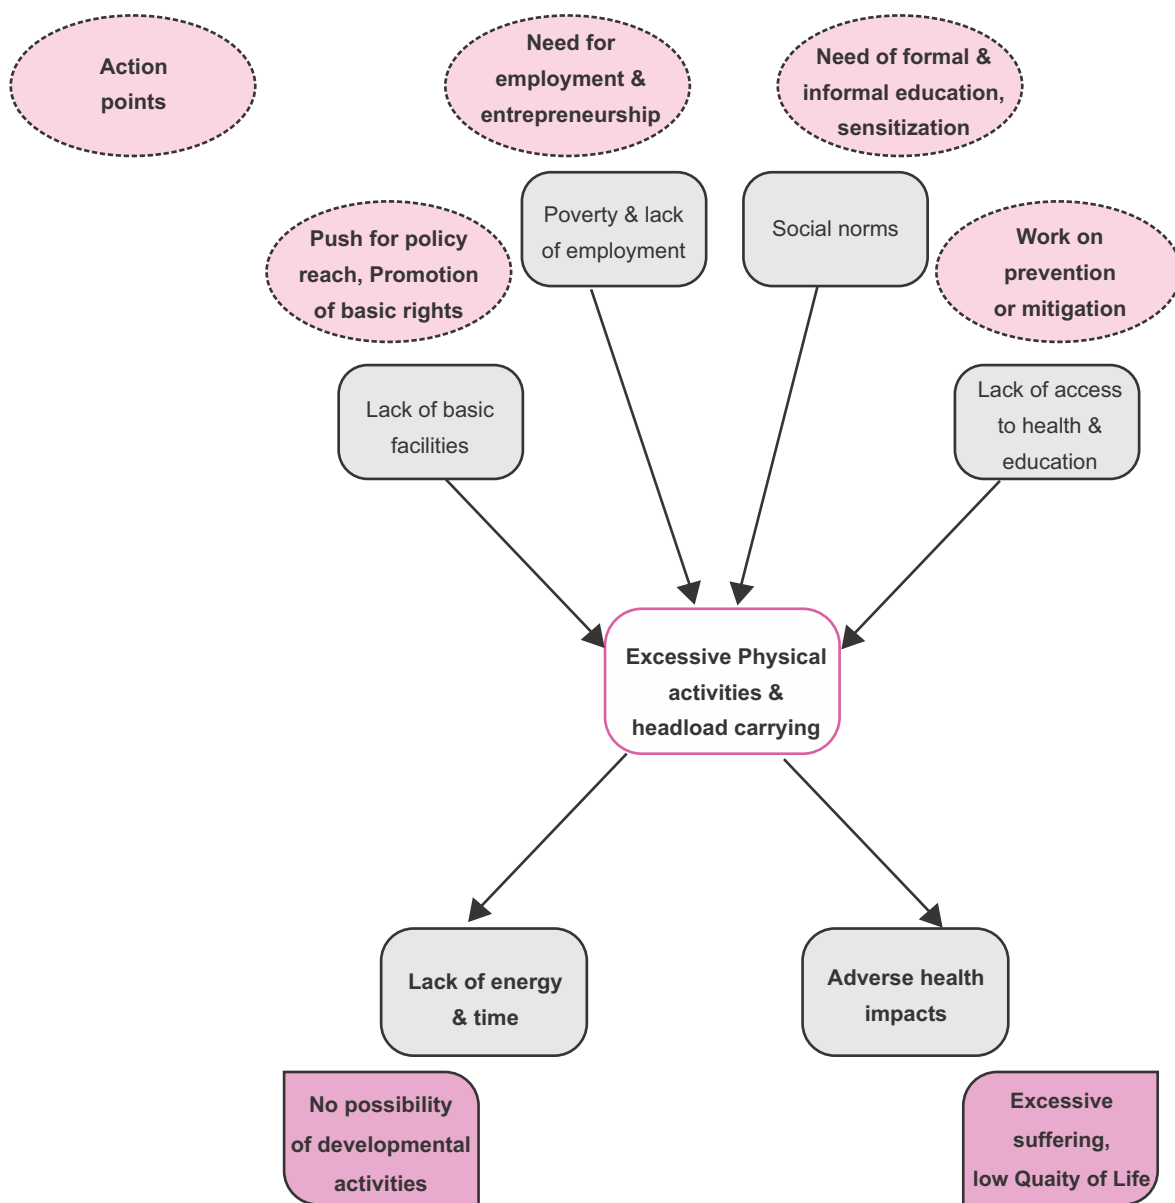 Action
points
Need for
employment &
entrepreneurship
Need of formal &
informal education,
sensitization
Poverty & lack
of employment
Social norms
Push for policy
reach, Promotion
of basic rights
Work on
prevention
or mitigation
Lack of basic
facilities
Lack of access
to health &
education
Excessive Physical
activities &
headload carrying
Lack of energy
& time
Adverse health
impacts
No possibility
of developmental
activities
Excessive
suffering,
low Quaity of Life